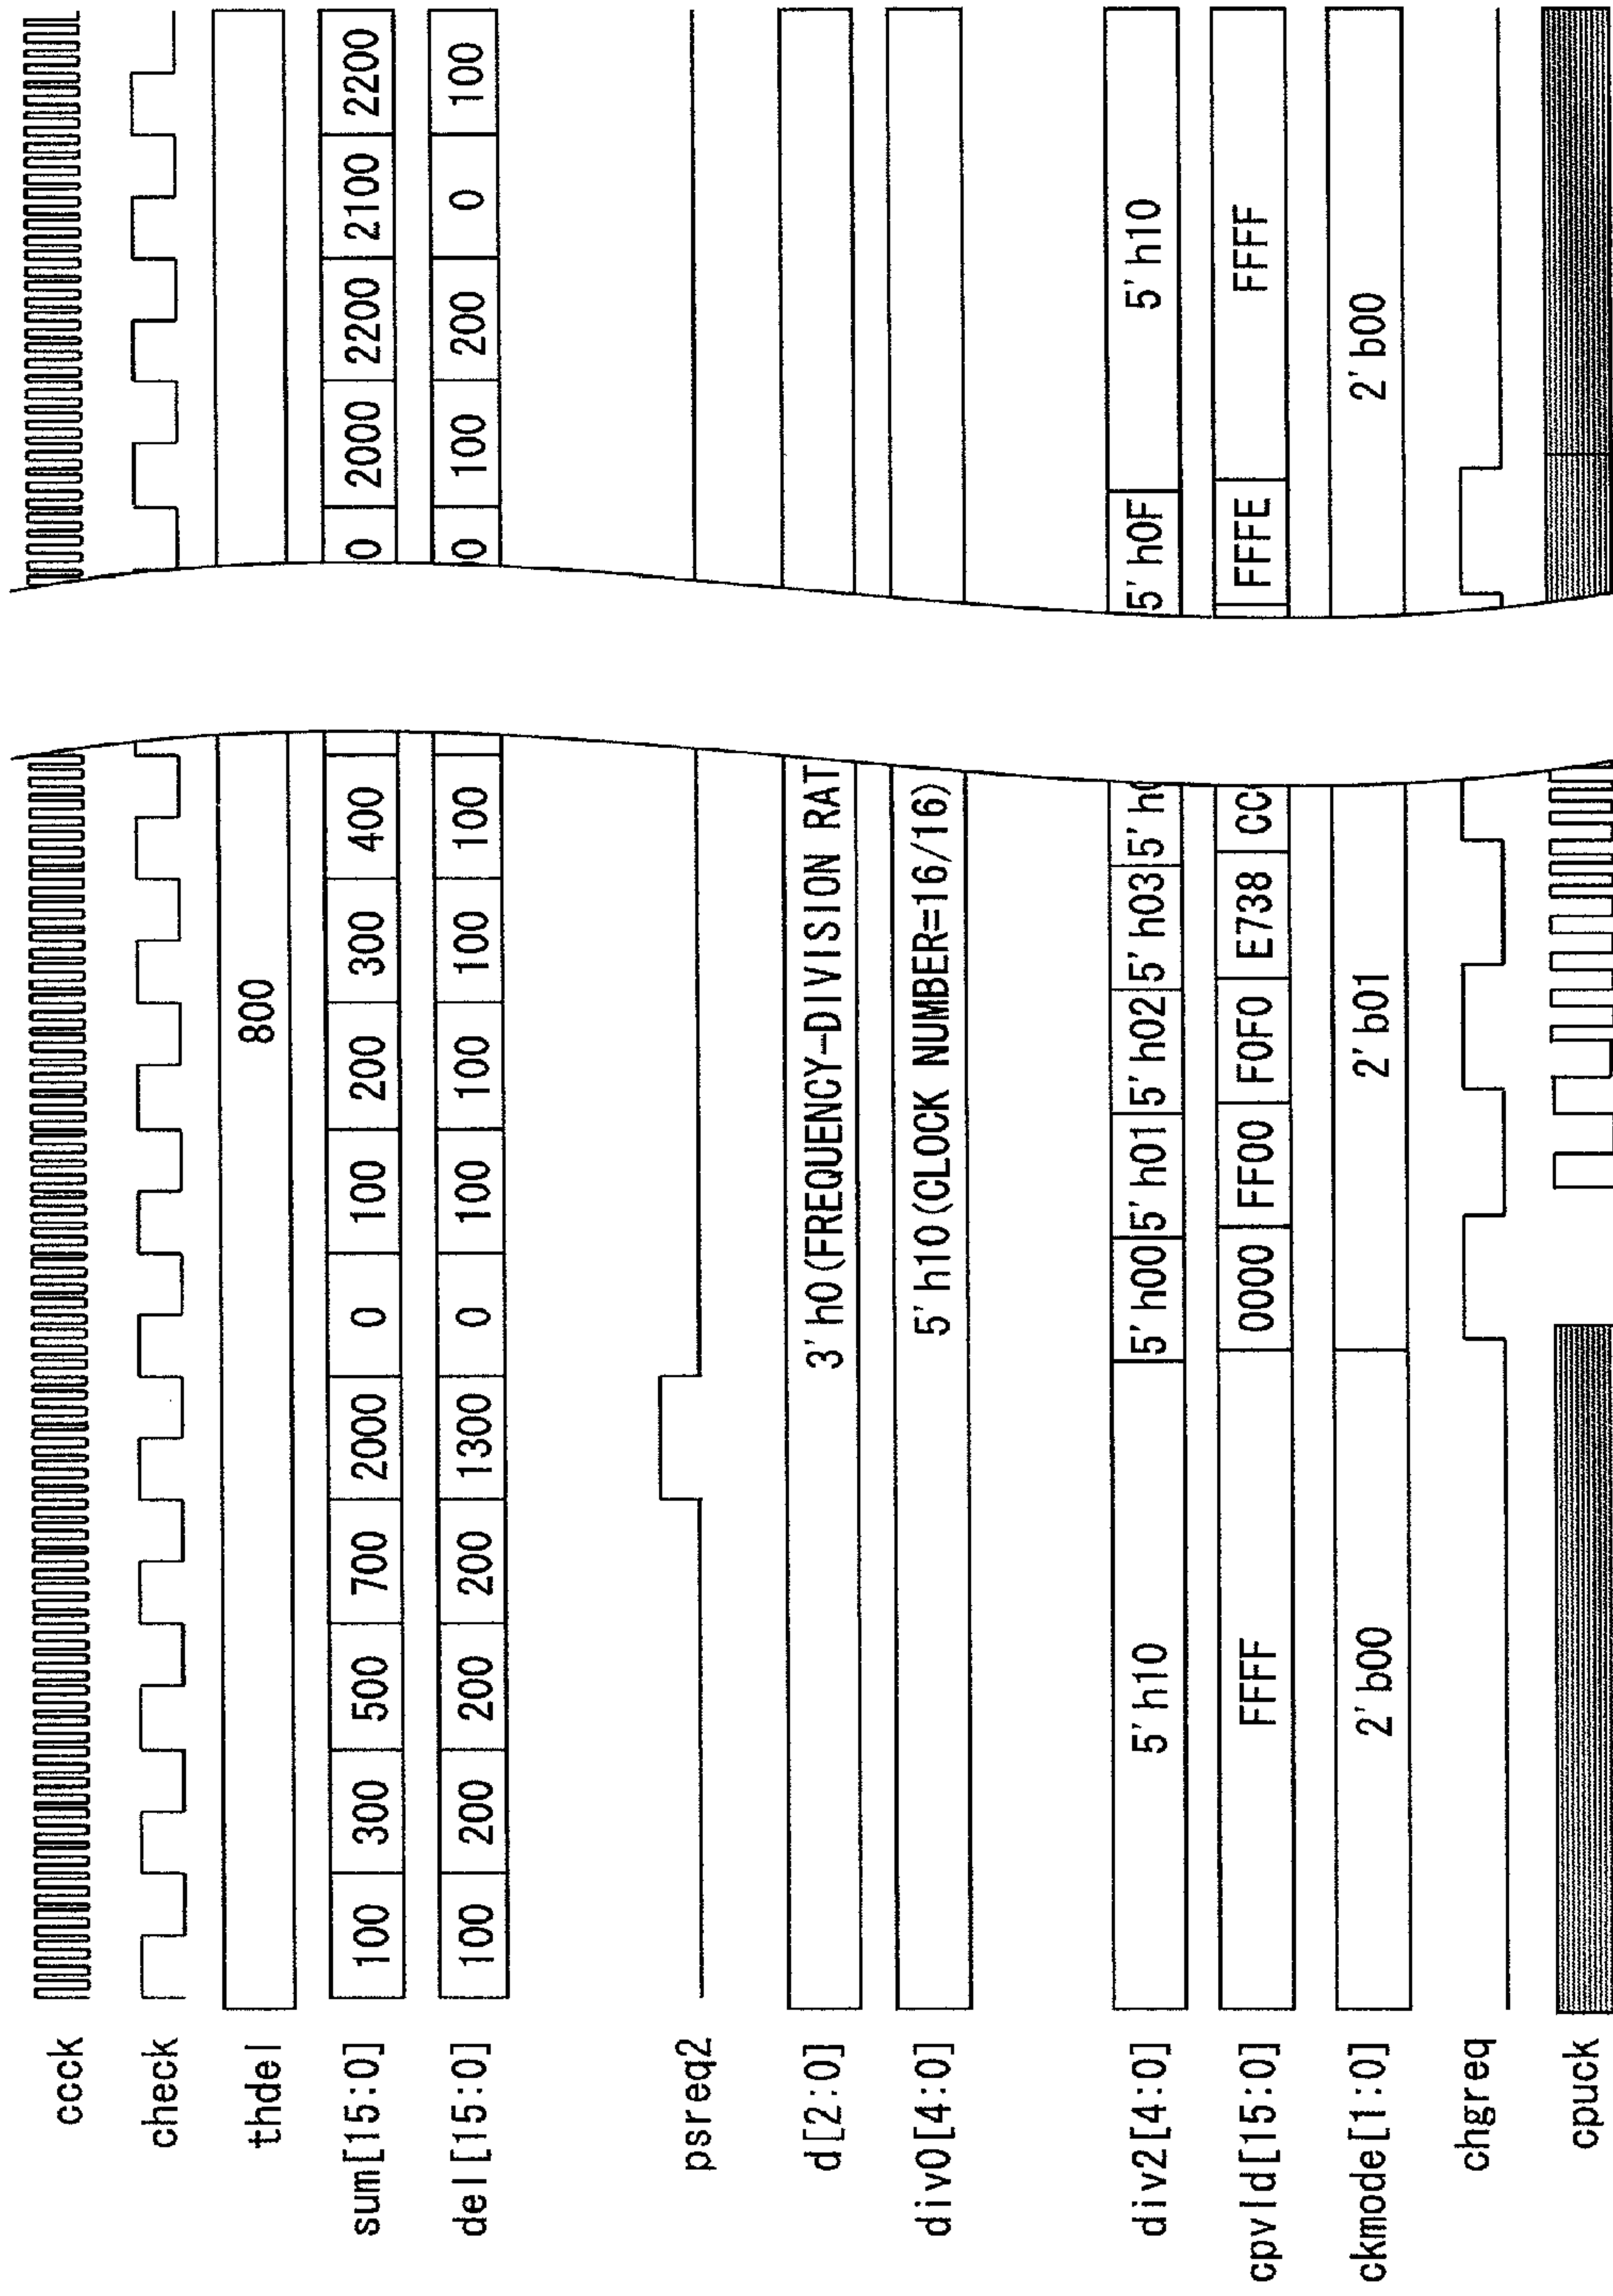 ccck
check
thdel 800
sum[15:0] 100 300 500 700 2000 0 100 200 300 400 0 2000 2200 2100 2200
del[15:0] 100 200 200 200 1300 0 100 100 100 100 0 100 200 0 100
psreq2
d[2:0] 3'h0(FREQUENCY-DIVISION RAT
div0[4:0] 5'h10(CLOCK NUMBER=16/16)
div2[4:0] 5'h10 5'h00 5'h01 5'h02 5'h03 5'h0 5'h0F 5'h10
cpvld[15:0] FFFF 0000 FF00 F0F0 E738 CC FFFE FFFF
ckmode[1:0] 2'b00 2'b01 2'b00
chgreq
cpuck